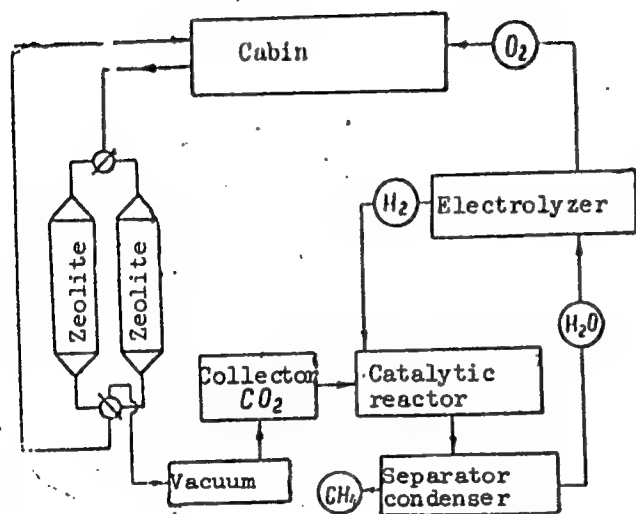 Cabin
O₂
H₂
Electrolyzer
Zeolite
Zeolite
H₂O
Collector
CO₂
Catalytic
reactor
Vacuum
CH₄
Separator
condenser